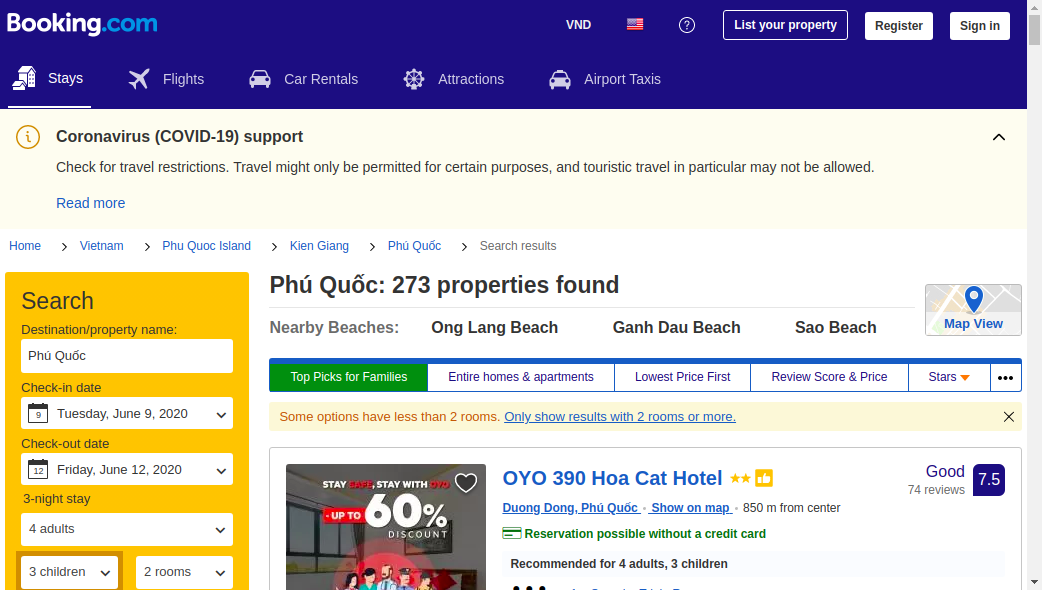 Booking.com
VND
List your property
Register
Sign in
Stays
Flights
Car Rentals
Attractions
Airport Taxis
Coronavirus (COVID-19) support
Check for travel restrictions. Travel might only be permitted for certain purposes, and touristic travel in particular may not be allowed.
Read more
Home
Vietnam
Phu Quoc Island
Kien Giang
Phú Quốc
Search results
Search
Destination/property name:
Phú Quốc
Check-in date
9 Tuesday, June 9, 2020
Check-out date
12 Friday, June 12, 2020
3-night stay
4 adults
3 children
2 rooms
Phú Quốc: 273 properties found
Nearby Beaches: Ong Lang Beach Ganh Dau Beach Sao Beach
Map View
Top Picks for Families
Entire homes & apartments
Lowest Price First
Review Score & Price
Stars
•••
Some options have less than 2 rooms. Only show results with 2 rooms or more.
STAY SAFE, STAY WITH OYO
- UP TO 60%
DISCOUNT
OYO 390 Hoa Cat Hotel
Good
74 reviews
7.5
Duong Dong, Phú Quốc · Show on map · 850 m from center
Reservation possible without a credit card
Recommended for 4 adults, 3 children